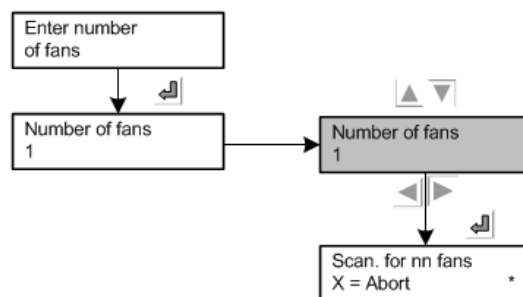 Enter number
of fans
Number of fans
1
Number of fans
1
Scan. for nn fans
X = Abort *